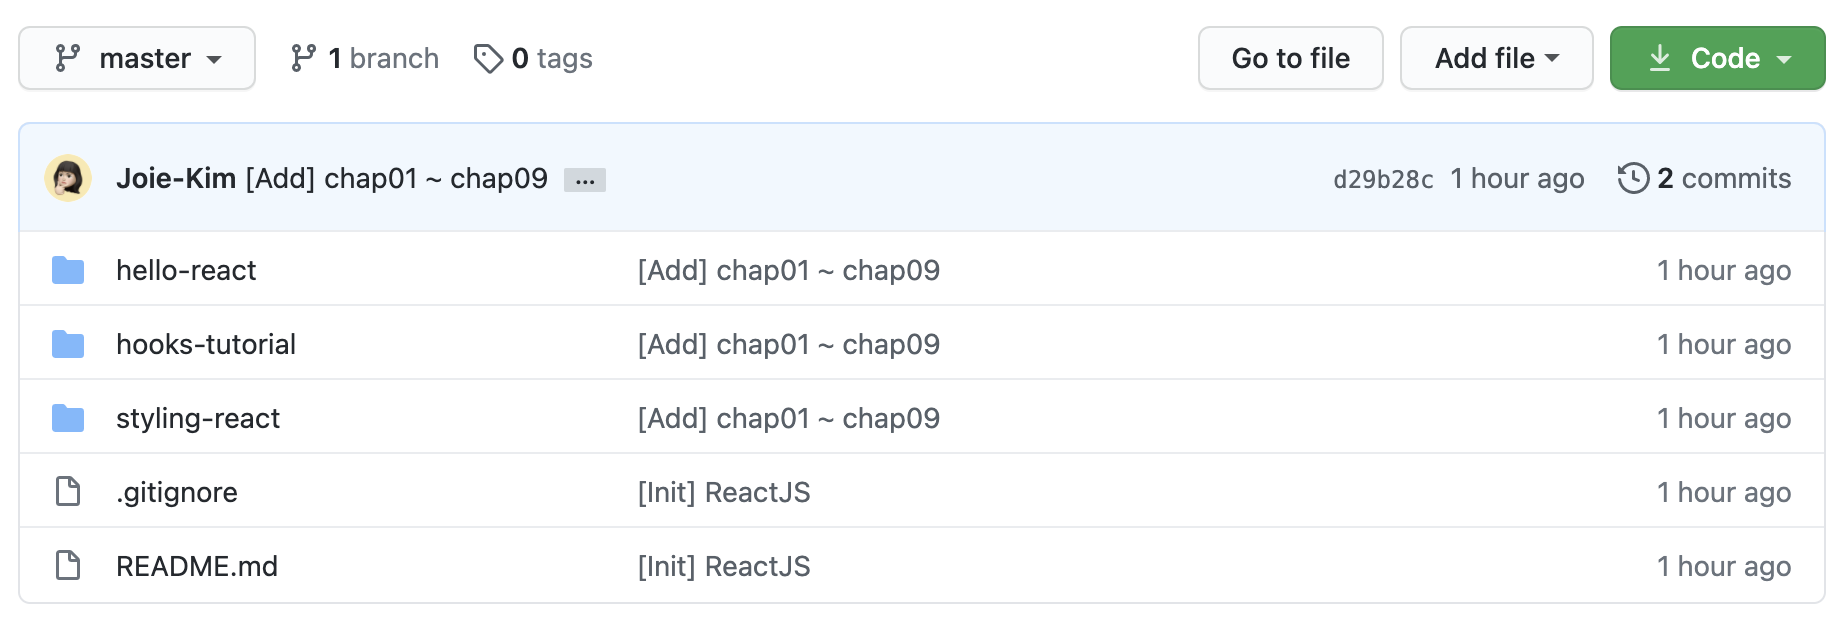 master 1 branch 0 tags Go to file Add file Code
Joie-Kim [Add] chap01 ~ chap09 ... d29b28c 1 hour ago 2 commits
hello-react [Add] chap01 ~ chap09 1 hour ago
hooks-tutorial [Add] chap01 ~ chap09 1 hour ago
styling-react [Add] chap01 ~ chap09 1 hour ago
.gitignore [Init] ReactJS 1 hour ago
README.md [Init] ReactJS 1 hour ago